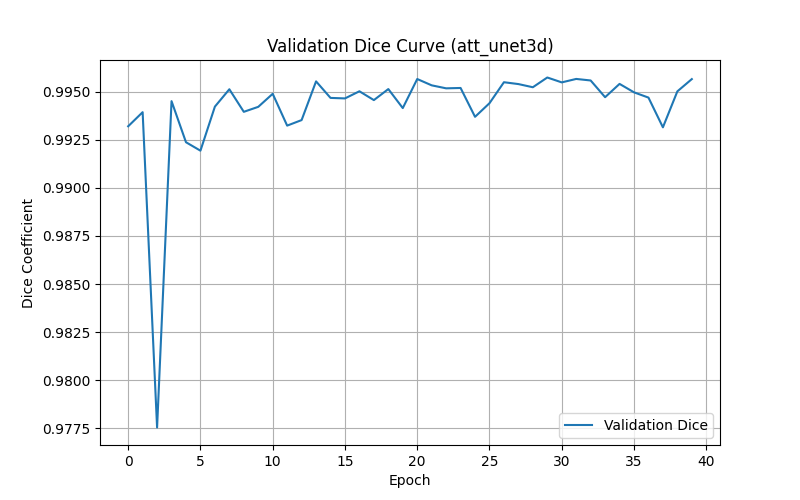 Validation Dice Curve (att_unet3d)
Dice Coefficient
0.9950
0.9925
0.9900
0.9875
0.9850
0.9825
0.9800
0.9775
0 5 10 15 20 25 30 35 40
Epoch
Validation Dice